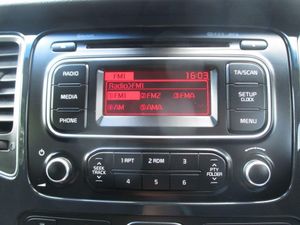 FM1 16:03
RADIO TA/SCAN
Radio>FM1
1FM1 2FM2 3FMA
4AM 5AMA
MEDIA SETUP
CLOCK
PHONE MENU
1 RPT 2 RDM 3
SEEK
TRACK
PTY
FOLDER
4 5 6